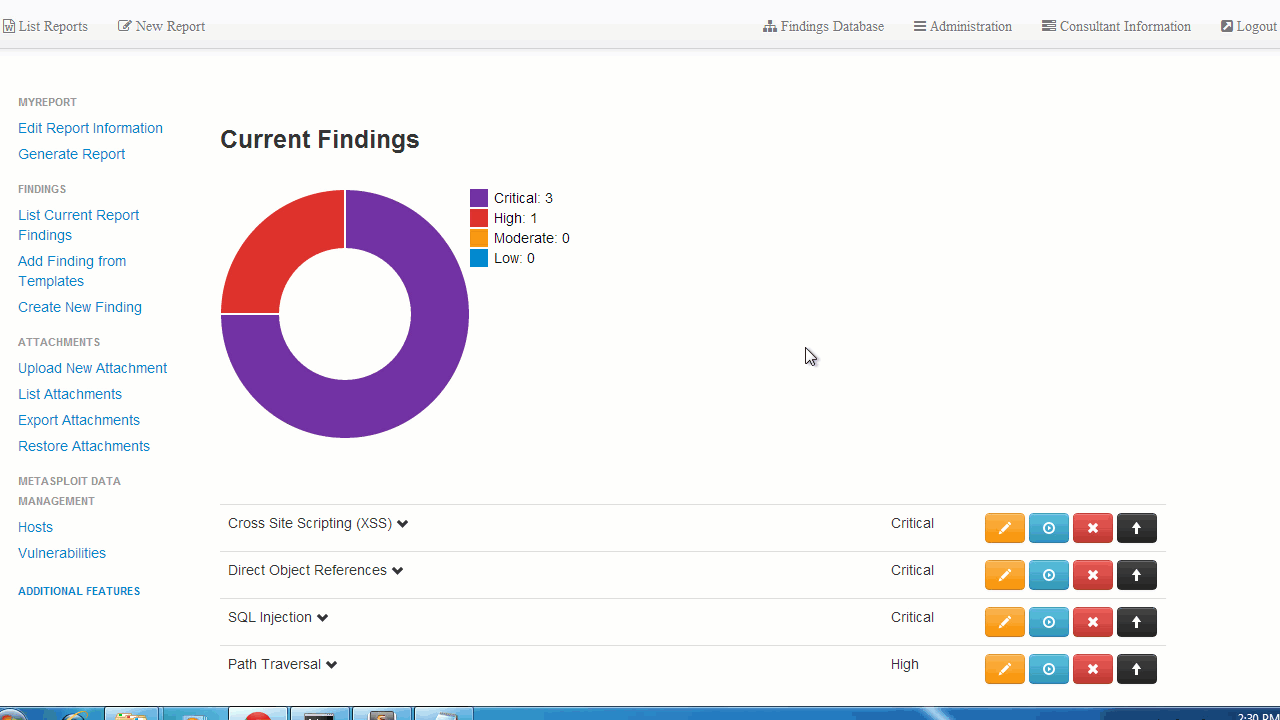 List Reports New Report Findings Database Administration Consultant Information Logout
MYREPORT
Edit Report Information
Generate Report
FINDINGS
List Current Report
Findings
Add Finding from
Templates
Create New Finding
ATTACHMENTS
Upload New Attachment
List Attachments
Export Attachments
Restore Attachments
METASPLOIT DATA
MANAGEMENT
Hosts
Vulnerabilities
ADDITIONAL FEATURES
Current Findings
Critical: 3
High: 1
Moderate: 0
Low: 0
Cross Site Scripting (XSS) Critical
Direct Object References Critical
SQL Injection Critical
Path Traversal High
2:30 PM